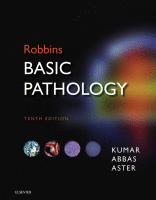 Robbins
BASIC
PATHOLOGY
TENTH EDITION
KUMAR
ABBAS
ASTER
ELSEVIER